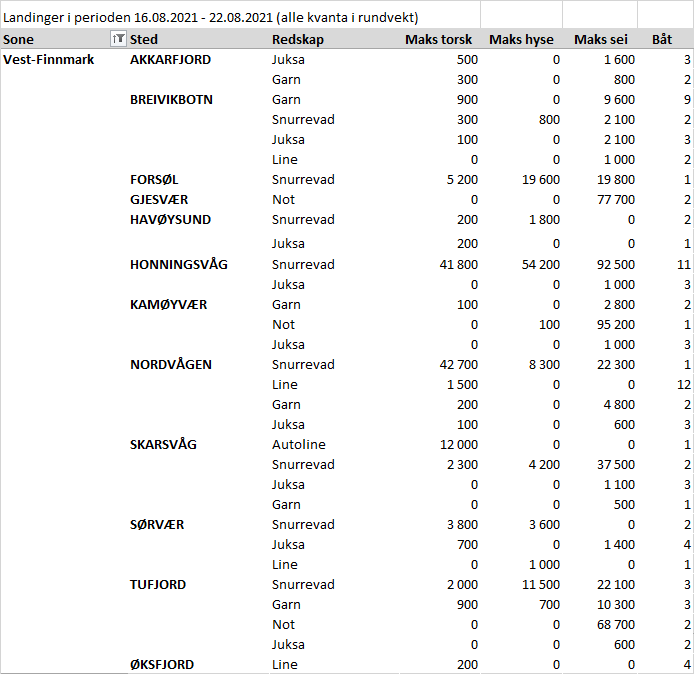 Landinger i perioden 16.08.2021 - 22.08.2021 (alle kvanta i rundvekt)
Sone Sted Redskap Maks torsk Maks hyse Maks sei Båt
Vest-Finnmark AKKARFJORD Juksa 500 0 1 600 3
Garn 300 0 800 2
BREIVIKBOTN Garn 900 0 9 600 9
Snurrevad 300 800 2 100 2
Juksa 100 0 2 100 3
Line 0 0 1 000 2
FORSØL Snurrevad 5 200 19 600 19 800 1
GJESVÆR Not 0 0 77 700 2
HAVØYSUND Snurrevad 200 1 800 0 2
Juksa 200 0 0 1
HONNINGSVÅG Snurrevad 41 800 54 200 92 500 11
Juksa 0 0 1 000 3
KAMØYVÆR Garn 100 0 2 800 2
Not 0 100 95 200 1
Juksa 0 0 1 000 3
NORDVÅGEN Snurrevad 42 700 8 300 22 300 1
Line 1 500 0 0 12
Garn 200 0 4 800 2
Juksa 100 0 600 3
SKARSVÅG Autoline 12 000 0 0 1
Snurrevad 2 300 4 200 37 500 2
Juksa 0 0 1 100 3
Garn 0 0 500 1
SØRVÆR Snurrevad 3 800 3 600 0 2
Juksa 700 0 1 400 4
Line 0 1 000 0 1
TUFJORD Snurrevad 2 000 11 500 22 100 3
Garn 900 700 10 300 3
Not 0 0 68 700 2
Juksa 0 0 600 2
ØKSFJORD Line 200 0 0 4